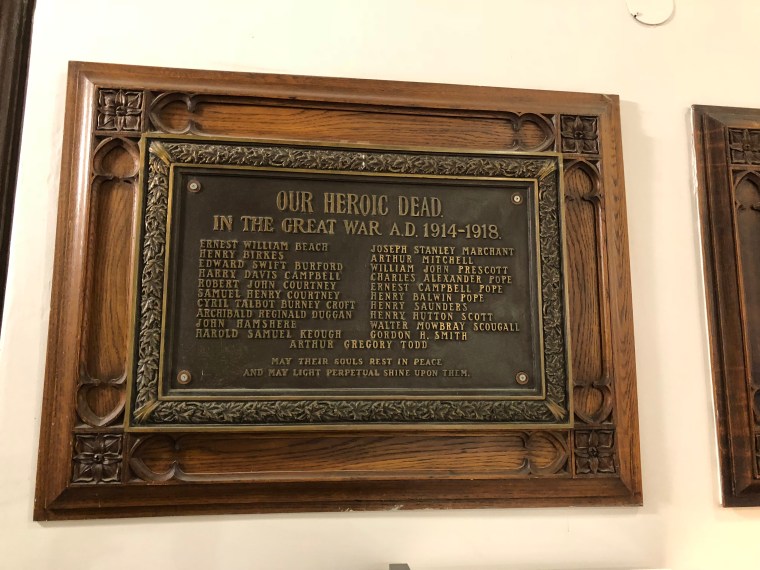 OUR HEROIC DEAD.
IN THE GREAT WAR A.D. 1914-1918.
ERNEST WILLIAM BEACH
HENRY BIRKES
EDWARD SWIFT BURFORD
HARRY DAVIS CAMPBELL
ROBERT JOHN COURTNEY
SAMUEL HENRY COURTNEY
CYRIL TALBOT BURNEY CROFT
ARCHIBALD REGINALD DUGGAN
JOHN HAMSHERE
HAROLD SAMUEL KEOUGH
JOSEPH STANLEY MARCHANT
ARTHUR MITCHELL
WILLIAM JOHN PRESCOTT
CHARLES ALEXANDER POPE
ERNEST CAMPBELL POPE
HENRY BALWIN POPE
HENRY SAUNDERS
HENRY HUTTON SCOTT
WALTER MOWBRAY SCOUGALL
GORDON H. SMITH
ARTHUR GREGORY TODD
MAY THEIR SOULS REST IN PEACE
AND MAY LIGHT PERPETUAL SHINE UPON THEM.